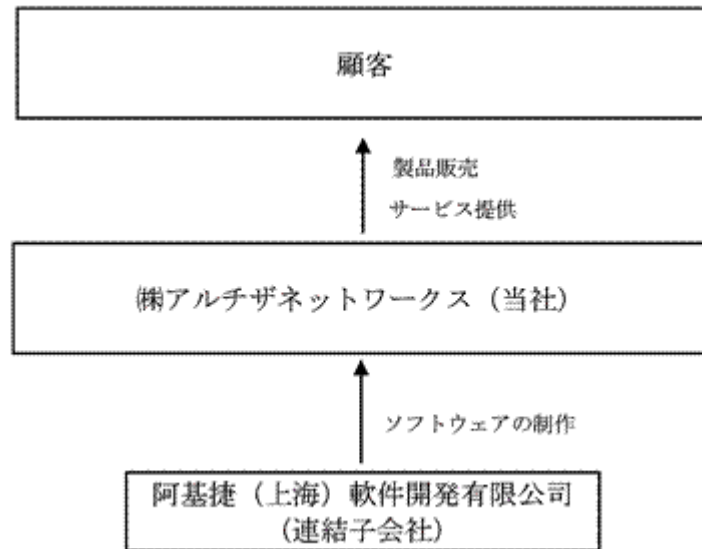 顧客
製品販売
サービス提供
㈱アルチザネットワークス（当社）
ソフトウェアの制作
阿基捷（上海）軟件開発有限公司
（連結子会社）